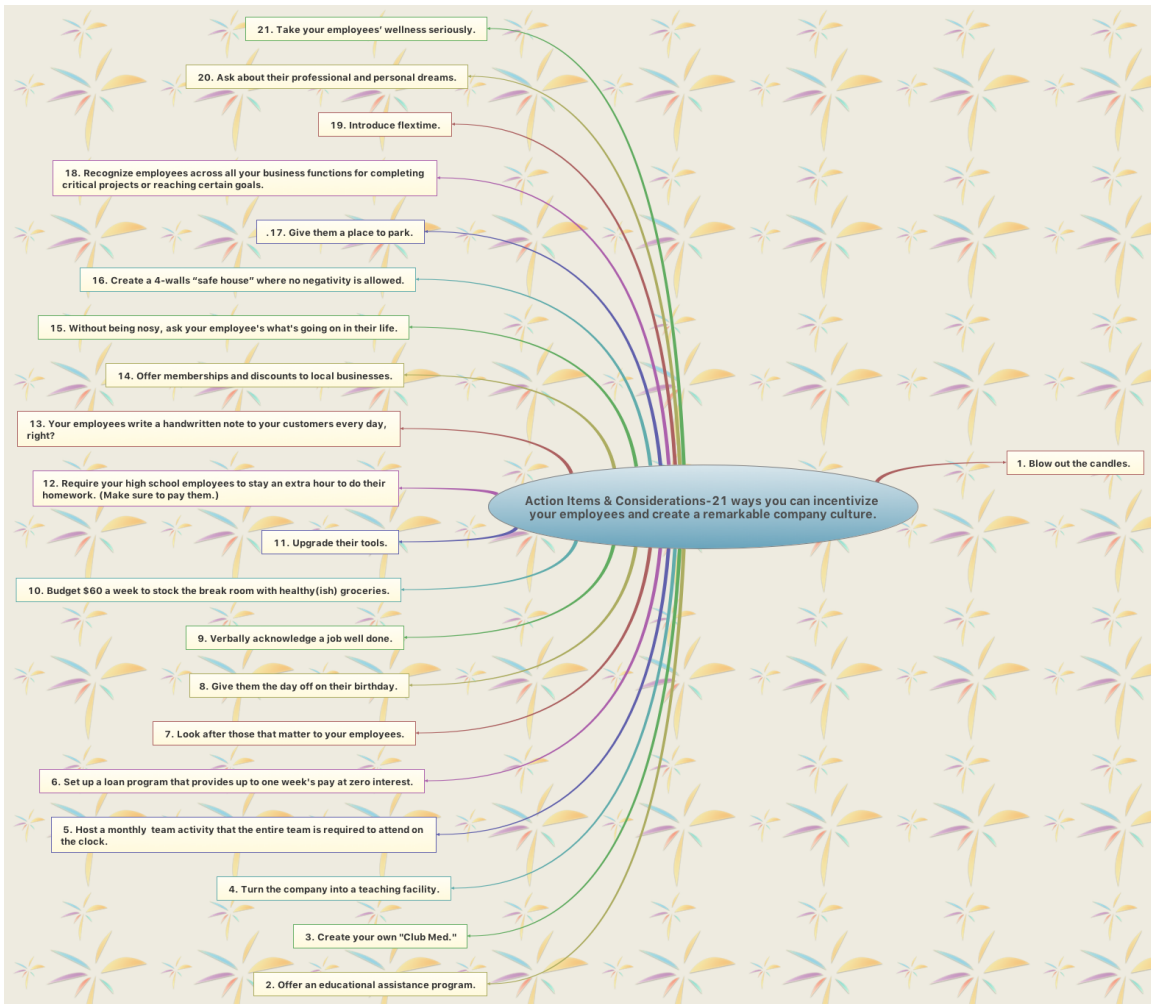 21. Take your employees' wellness seriously.
20. Ask about their professional and personal dreams.
19. Introduce flextime.
18. Recognize employees across all your business functions for completing
critical projects or reaching certain goals.
.17. Give them a place to park.
16. Create a 4-walls “safe house” where no negativity is allowed.
15. Without being nosy, ask your employee's what's going on in their life.
14. Offer memberships and discounts to local businesses.
13. Your employees write a handwritten note to your customers every day,
right?
12. Require your high school employees to stay an extra hour to do their
homework. (Make sure to pay them.)
11. Upgrade their tools.
10. Budget $60 a week to stock the break room with healthy(ish) groceries.
9. Verbally acknowledge a job well done.
8. Give them the day off on their birthday.
7. Look after those that matter to your employees.
6. Set up a loan program that provides up to one week's pay at zero interest.
5. Host a monthly team activity that the entire team is required to attend on
the clock.
4. Turn the company into a teaching facility.
3. Create your own "Club Med."
2. Offer an educational assistance program.
Action Items & Considerations-21 ways you can incentivize
your employees and create a remarkable company culture.
1. Blow out the candles.